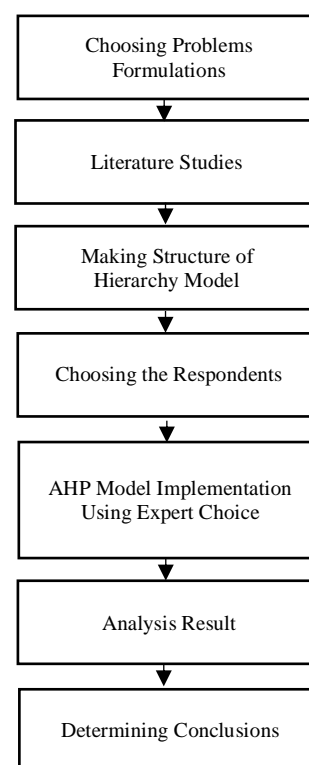 Choosing Problems
Formulations
Literature Studies
Making Structure of
Hierarchy Model
Choosing the Respondents
AHP Model Implementation
Using Expert Choice
Analysis Result
Determining Conclusions